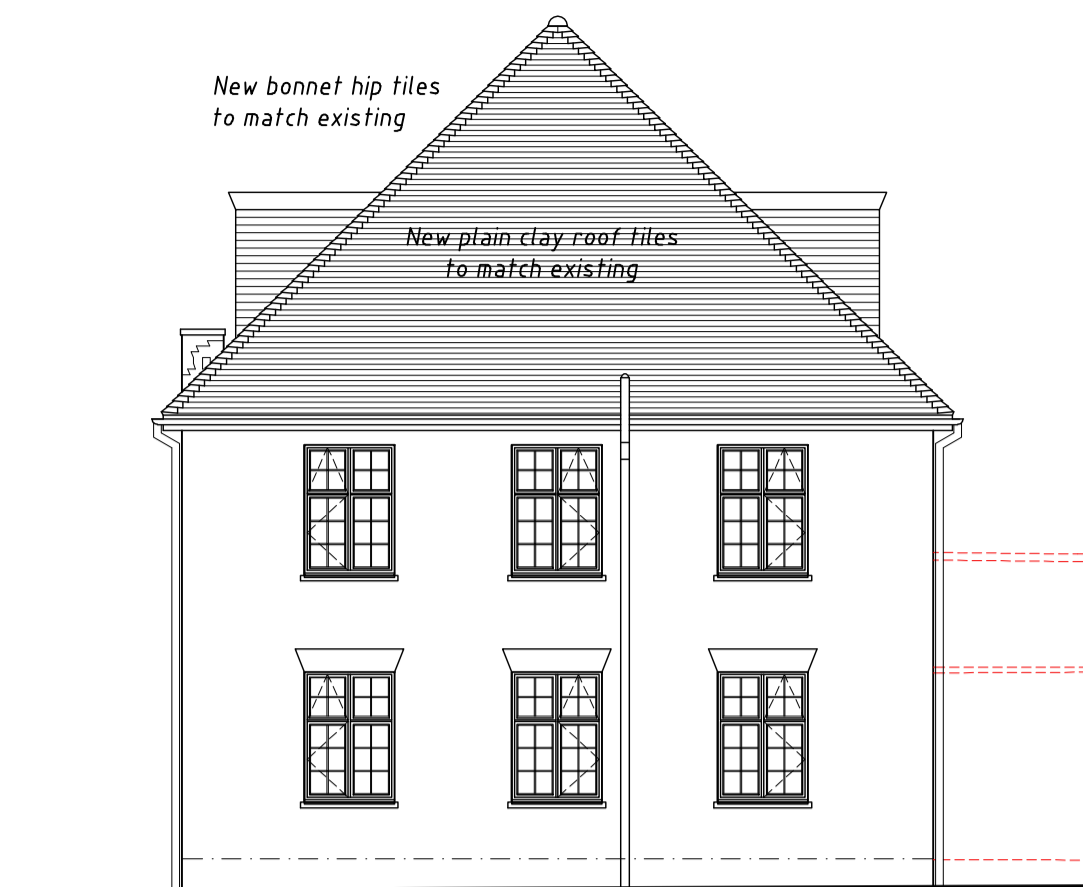 New bonnet hip tiles
to match existing
New plain clay roof tiles
to match existing